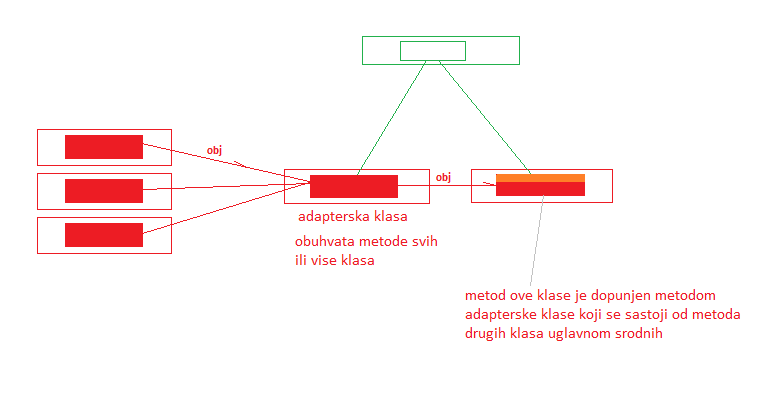 obj
obj
adapterska klasa
obuhvata metode svih
ili vise klasa
metod ove klase je dopunjen metodom
adapterske klase koji se sastoji od metoda
drugih klasa uglavnom srodnih